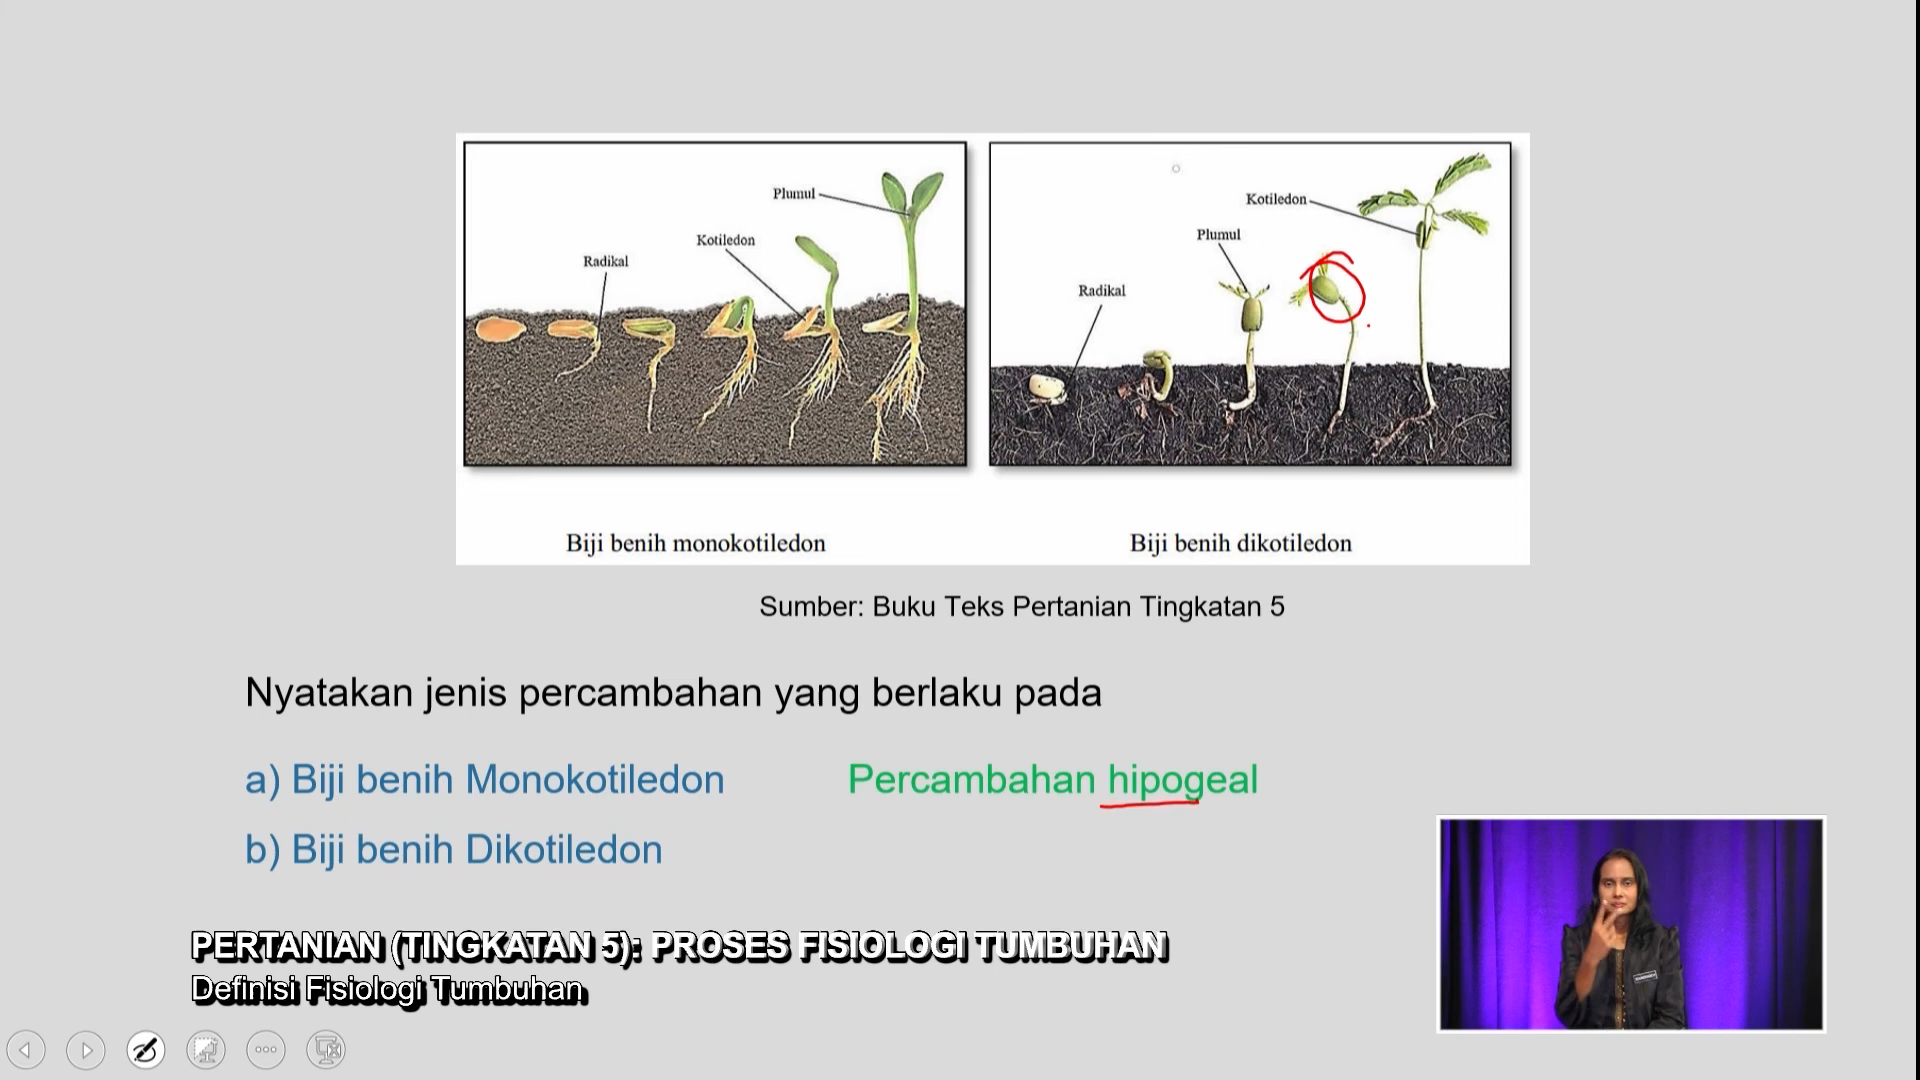 Plumul
Kotiledon
Radikal
Kotiledon
Plumul
Radikal
Biji benih monokotiledon
Biji benih dikotiledon
Sumber: Buku Teks Pertanian Tingkatan 5
Nyatakan jenis percambahan yang berlaku pada
a) Biji benih Monokotiledon
Percambahan hipogeal
b) Biji benih Dikotiledon
PERTANIAN (TINGKATAN 5): PROSES FISIOLOGI TUMBUHAN
Definisi Fisiologi Tumbuhan